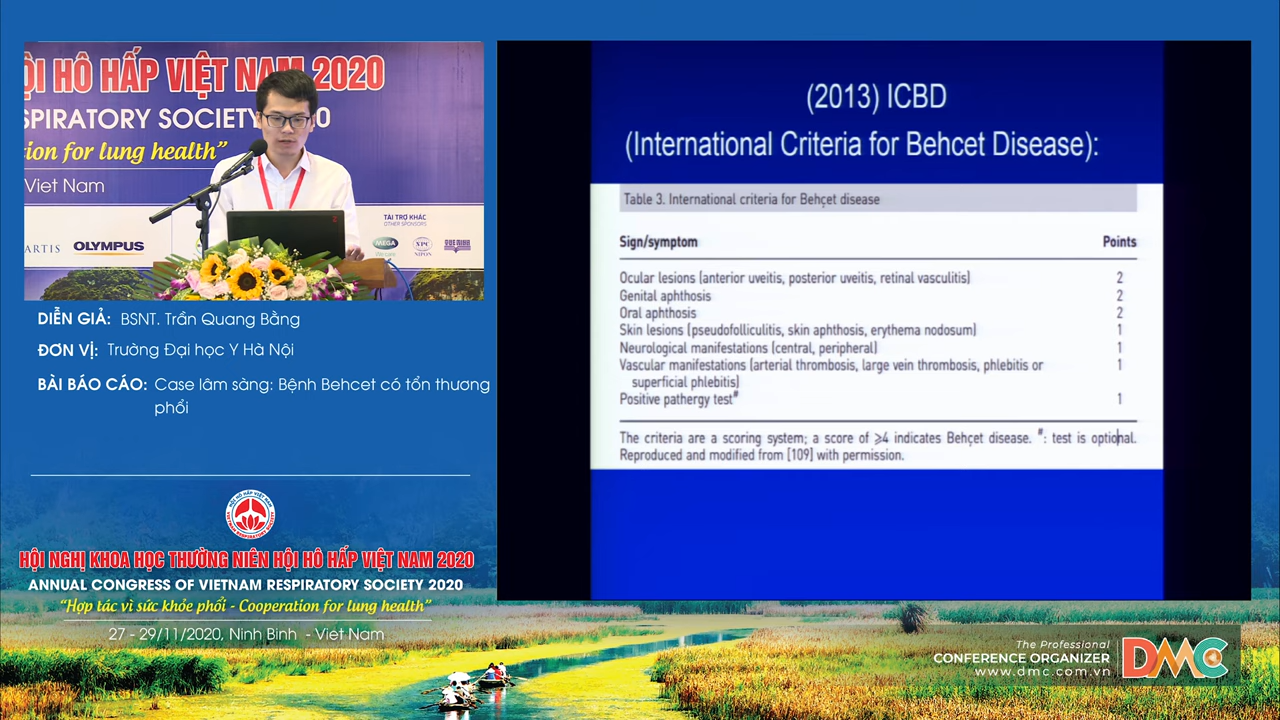 ỘI HÔ HẤP VIỆT NAM 2020
SPIRATORY SOCIETY 2020
tion for lung health”
Viet Nam
ARTIS
OLYMPUS
TÀI TRỢ KHÁC
OTHER SPONSORS
MEGA
NIPON
DIỄN GIẢ: BSNT. Trần Quang Bằng
ĐƠN VỊ: Trường Đại học Y Hà Nội
BÀI BÁO CÁO: Case lâm sàng: Bệnh Behcet có tổn thương
phổi
HỘI NGHỊ KHOA HỌC THƯỜNG NIÊN HỘI HÔ HẤP VIỆT NAM 2020
ANNUAL CONGRESS OF VIETNAM RESPIRATORY SOCIETY 2020
“Hợp tác vì sức khỏe phổi - Cooperation for lung health”
27 - 29/11/2020, Ninh Bình - Việt Nam
(2013) ICBD
(International Criteria for Behcet Disease):
Table 3. International criteria for Behçet disease
Sign/symptom Points
Ocular lesions (anterior uveitis, posterior uveitis, retinal vasculitis) 2
Genital aphthosis 2
Oral aphthosis 2
Skin lesions (pseudofolliculitis, skin aphthosis, erythema nodosum) 1
Neurological manifestations (central, peripheral) 1
Vascular manifestations (arterial thrombosis, large vein thrombosis, phlebitis or 1
superficial phlebitis)
Positive pathergy test# 1
The criteria are a scoring system; a score of ≥4 indicates Behçet disease. #: test is optional.
Reproduced and modified from [109] with permission.
The Professional
CONFERENCE ORGANIZER
www.dmc.com.vn
DMC